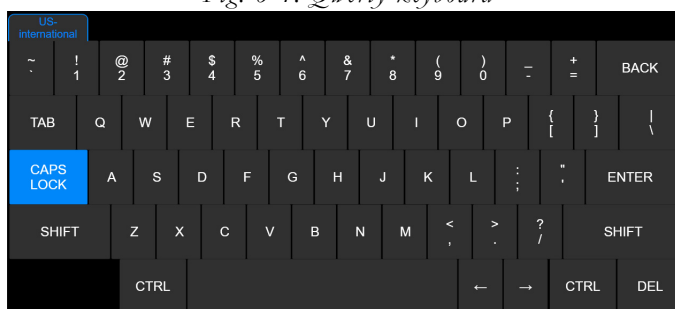 Fig. 6-4. Qwerty keyboard
US-
international
~ ! @ # $ % ^ & * ( ) _ +
` 1 2 3 4 5 6 7 8 9 0 - = BACK
TAB Q W E R T Y U I O P { } |
[ ] \
CAPS
LOCK A S D F G H J K L : " ENTER
; '
SHIFT Z X C V B N M < > ? SHIFT
, . /
CTRL ← → CTRL DEL